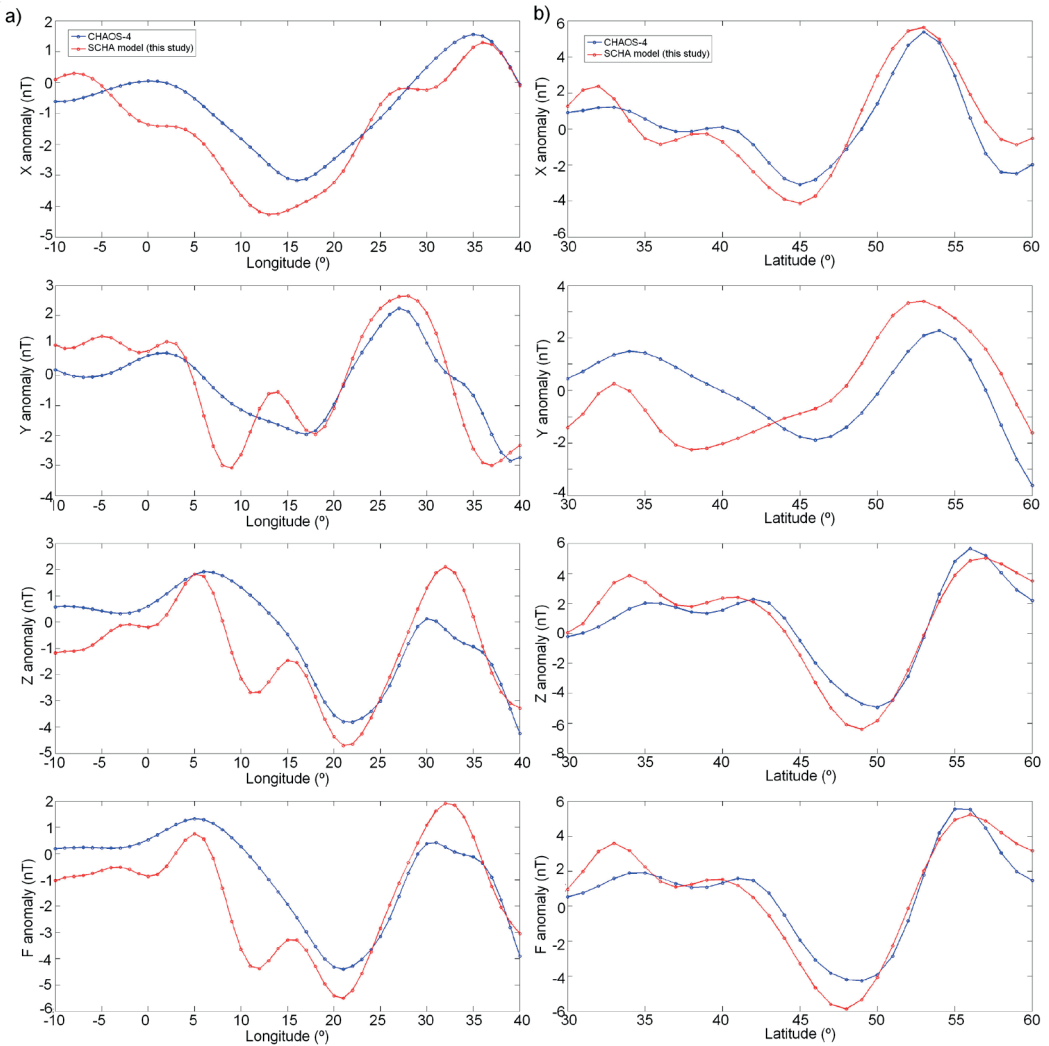 a)
CHAOS-4
SCHA model (this study)
X anomaly (nT)
2
1
0
-1
-2
-3
-4
-5
-10 -5 0 5 10 15 20 25 30 35 40
Longitude (º)
b)
CHAOS-4
SCHA model (this study)
X anomaly (nT)
6
4
2
0
-2
-4
-6
30 35 40 45 50 55 60
Latitude (º)
Y anomaly (nT)
3
2
1
0
-1
-2
-3
-4
-10 -5 0 5 10 15 20 25 30 35 40
Longitude (º)
Y anomaly (nT)
6
4
2
0
-2
-4
30 35 40 45 50 55 60
Latitude (º)
Z anomaly (nT)
3
2
1
0
-1
-2
-3
-4
-5
-10 -5 0 5 10 15 20 25 30 35 40
Longitude (º)
Z anomaly (nT)
6
4
2
0
-2
-4
-6
-8
30 35 40 45 50 55 60
Latitude (º)
F anomaly (nT)
2
1
0
-1
-2
-3
-4
-5
-6
-10 -5 0 5 10 15 20 25 30 35 40
Longitude (º)
F anomaly (nT)
6
4
2
0
-2
-4
-6
30 35 40 45 50 55 60
Latitude (º)